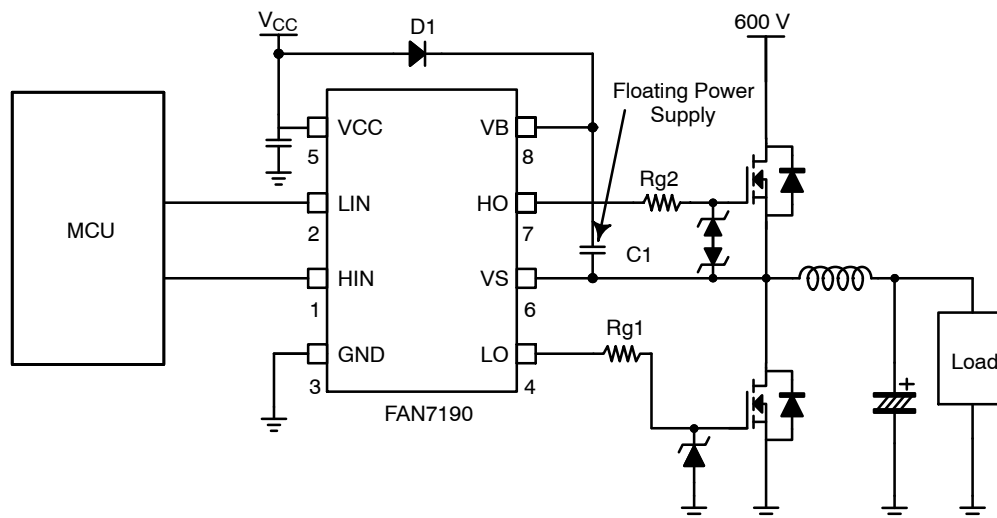 V_CC
D1
600 V
Floating Power
Supply
VCC
VB
5
8
Rg2
MCU
LIN
HO
2
7
C1
HIN
VS
1
6
Rg1
GND
LO
3
4
Load
FAN7190
+